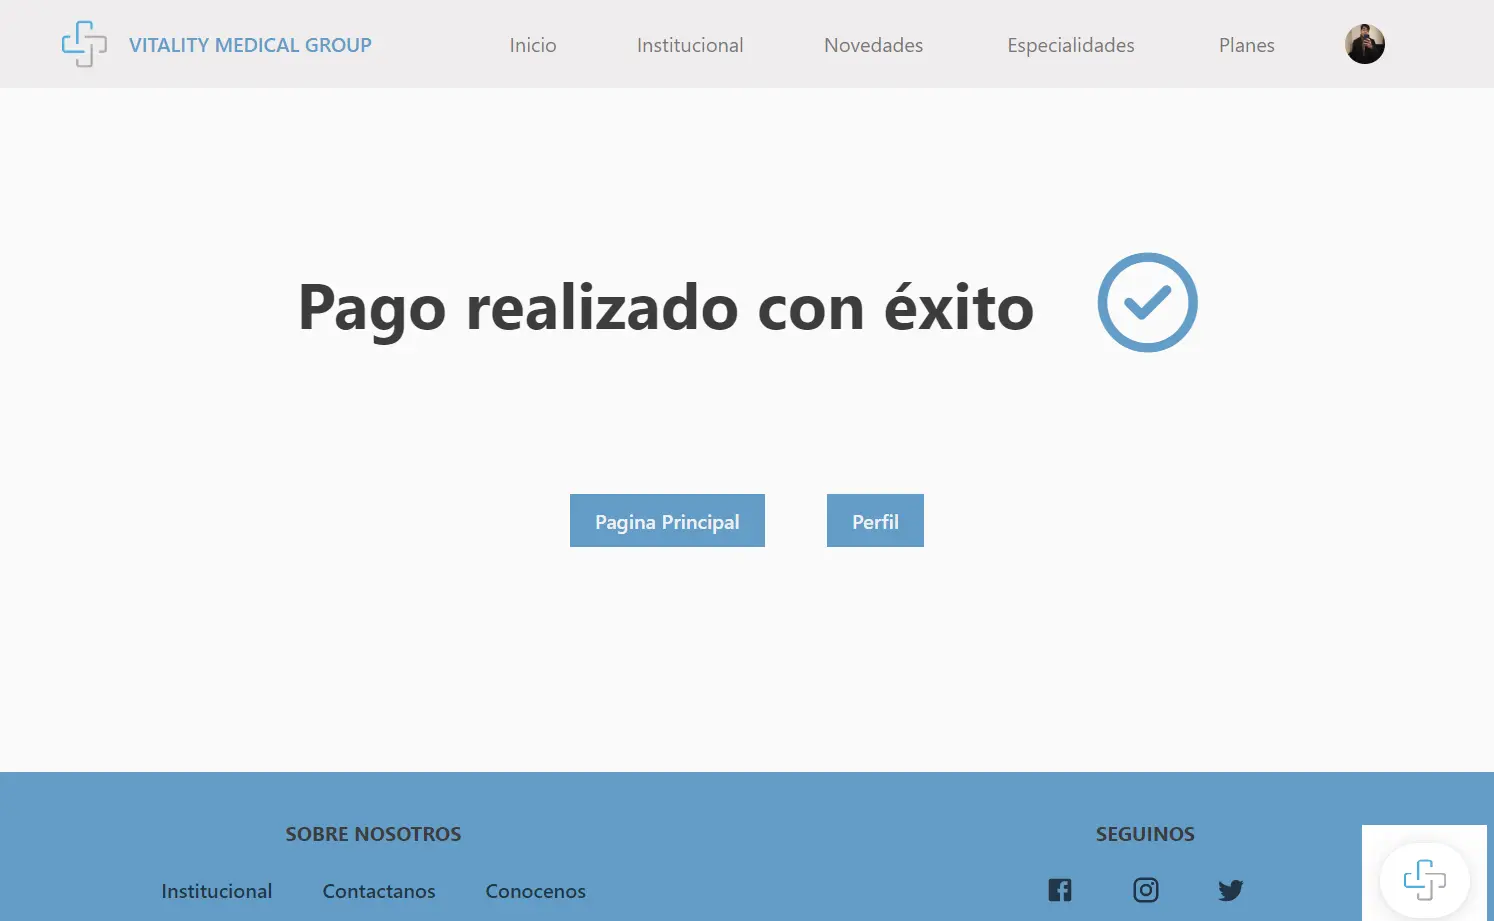 VITALITY MEDICAL GROUP
Inicio
Institucional
Novedades
Especialidades
Planes
Pago realizado con éxito
Pagina Principal
Perfil
SOBRE NOSOTROS
Institucional
Contactanos
Conocenos
SEGUINOS